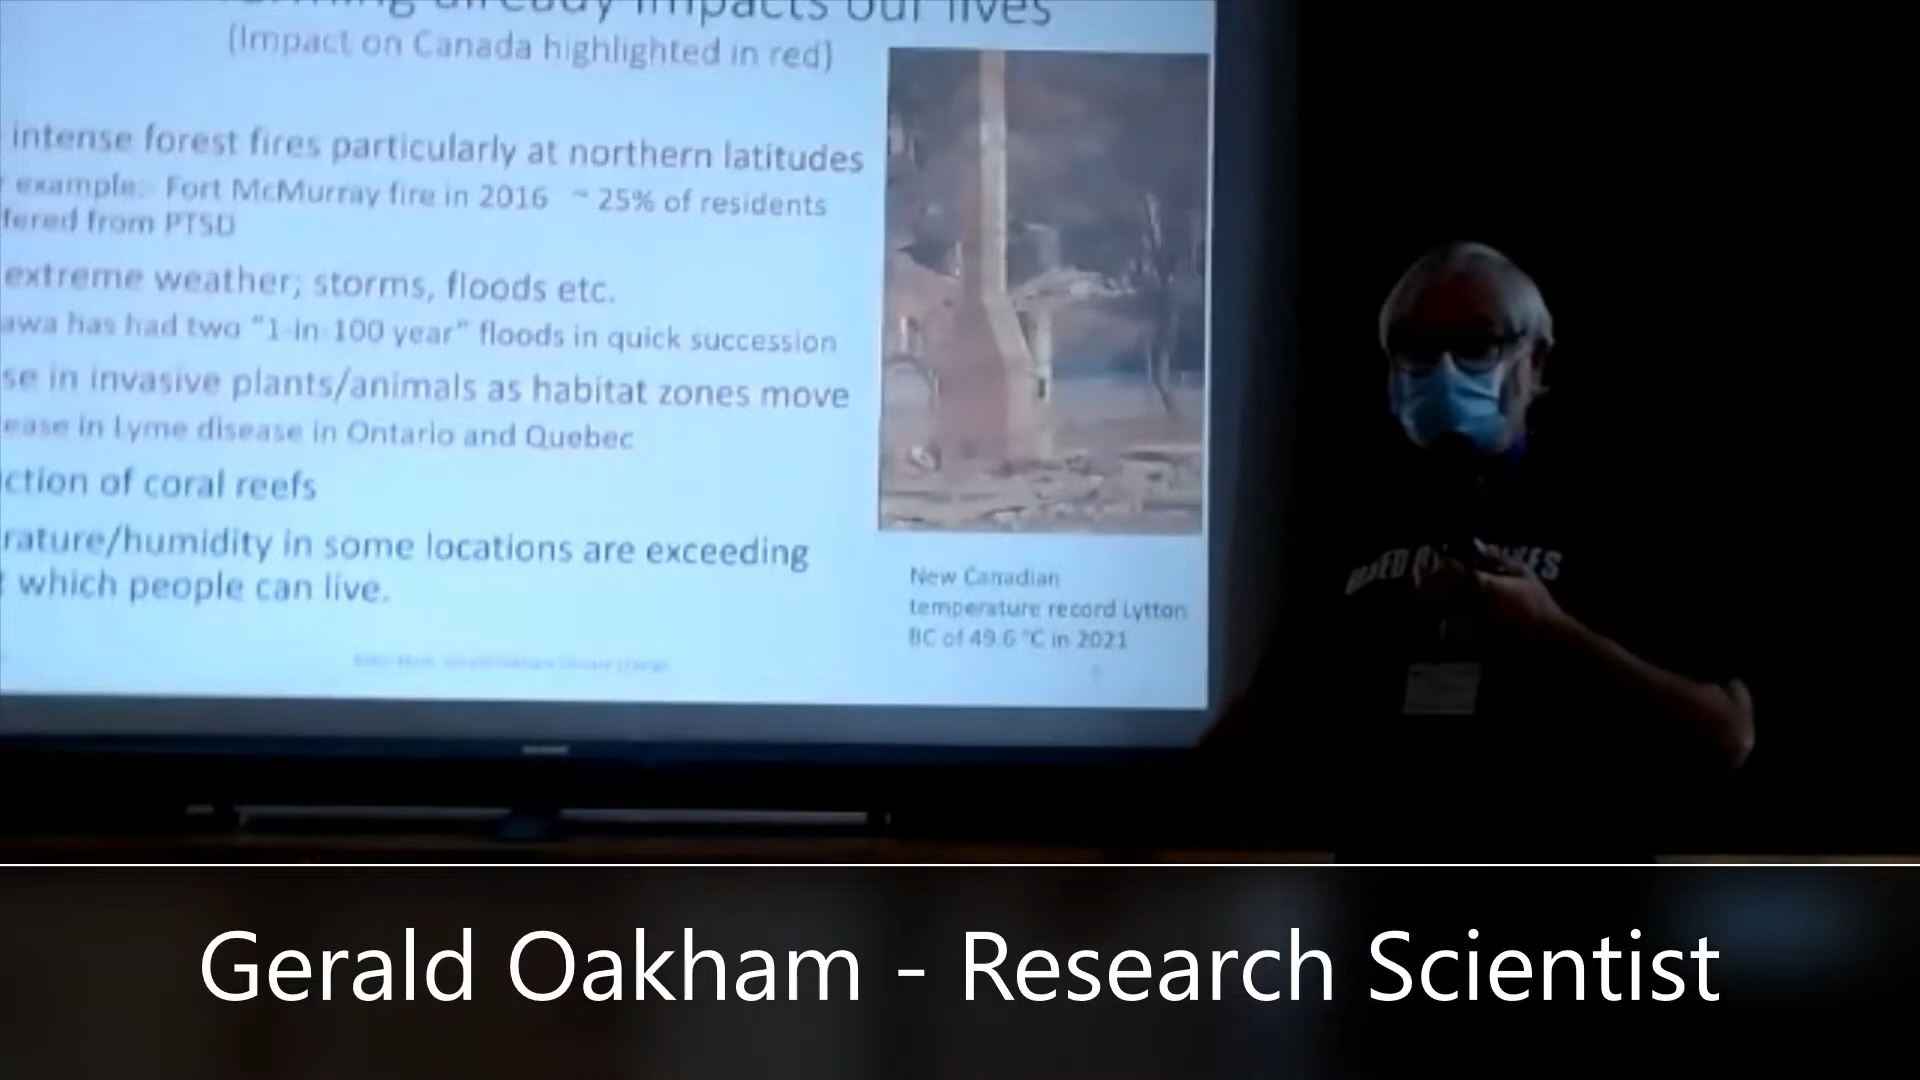 already impacts our lives
(Impact on Canada highlighted in red)
intense forest fires particularly at northern latitudes
example:- Fort McMurray fire in 2016 ~ 25% of residents
fered from PTSD
extreme weather; storms, floods etc.
awa has had two "1-in-100 year" floods in quick succession
se in invasive plants/animals as habitat zones move
ease in Lyme disease in Ontario and Quebec
ction of coral reefs
rature/humidity in some locations are exceeding
which people can live.
New Canadian
temperature record Lytton
BC of 49.6 °C in 2021
Gerald Oakham - Research Scientist